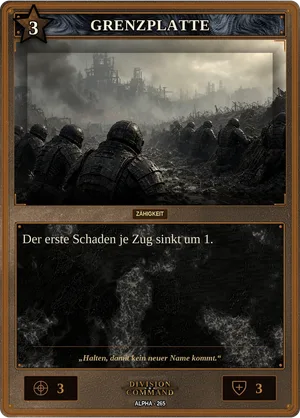 3
GRENZPLATTE
ZÄHIGKEIT
Der erste Schaden je Zug sinkt um 1.
„Halten, damit kein neuer Name kommt.“
3
DIVISION
COMMAND
3
ALPHA · 265